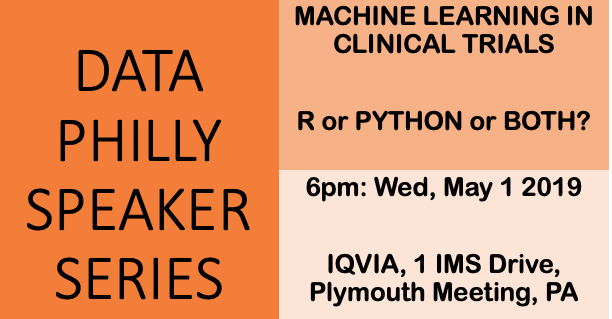 DATA
PHILLY
SPEAKER
SERIES
MACHINE LEARNING IN
CLINICAL TRIALS
R or PYTHON or BOTH?
6pm: Wed, May 1 2019
IQVIA, 1 IMS Drive,
Plymouth Meeting, PA